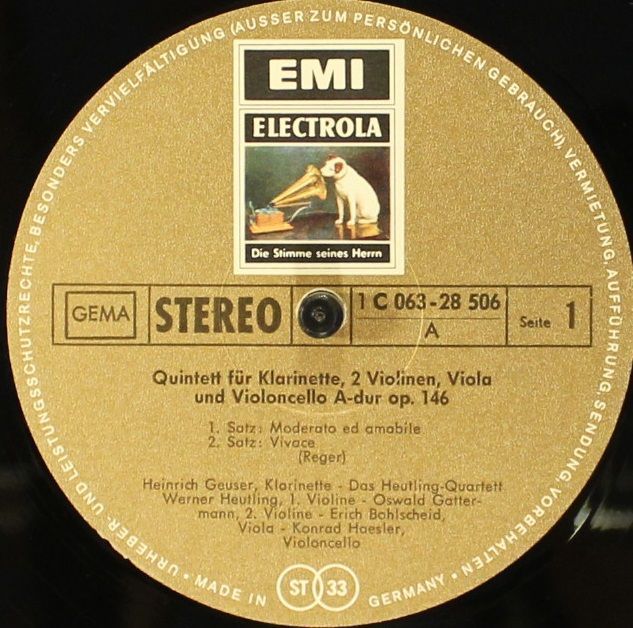 URHEBER- UND LEISTUNGSSCHUTZRECHTE, BESONDERS VERVIELFÄLTIGUNG (AUSSER ZUM PERSÖNLICHEN GEBRAUCH), VERMIETUNG, AUFFÜHRUNG, SENDUNG, VORBEHALTEN •
EMI
ELECTROLA
Die Stimme seines Herrn
GEMA
STEREO
1 C 063-28 506
A
Seite 1
Quintett für Klarinette, 2 Violinen, Viola
und Violoncello A-dur op. 146
1. Satz: Moderato ed amabile
2. Satz: Vivace
(Reger)
Heinrich Geuser, Klarinette - Das Heutling-Quartett
Werner Heutling, 1. Violine - Oswald Gatter-
mann, 2. Violine - Erich Bohlscheid,
Viola - Konrad Haesler,
Violoncello
• MADE IN GERMANY •
ST 33